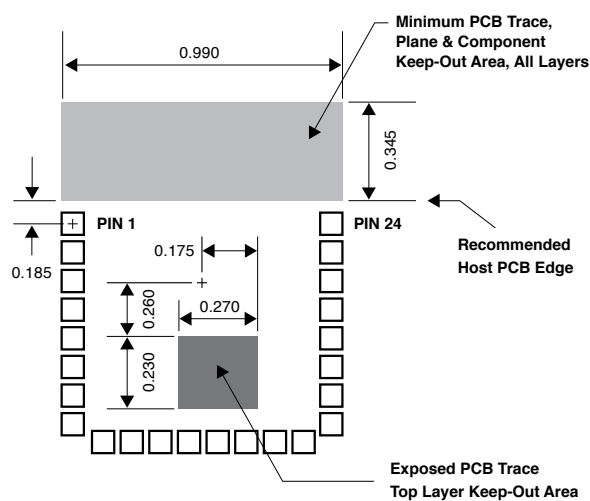 Minimum PCB Trace,
Plane & Component
Keep-Out Area, All Layers
0.990
0.345
PIN 1
PIN 24
0.185
0.175
Recommended
Host PCB Edge
0.260
0.270
0.230
Exposed PCB Trace
Top Layer Keep-Out Area